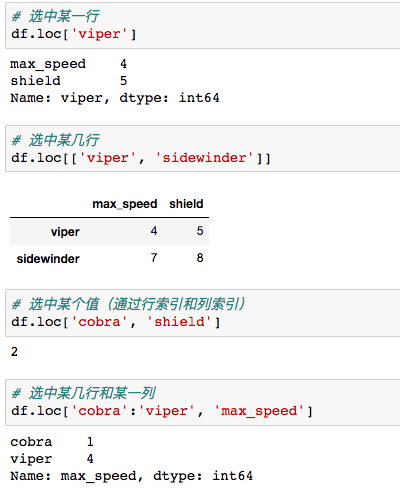 # 选中某一行
df.loc['viper']
max_speed    4
shield       5
Name: viper, dtype: int64
# 选中某几行
df.loc[['viper', 'sidewinder']]
max_speed shield
viper 4 5
sidewinder 7 8
# 选中某个值（通过行索引和列索引）
df.loc['cobra', 'shield']
2
# 选中某几行和某一列
df.loc['cobra':'viper', 'max_speed']
cobra    1
viper    4
Name: max_speed, dtype: int64